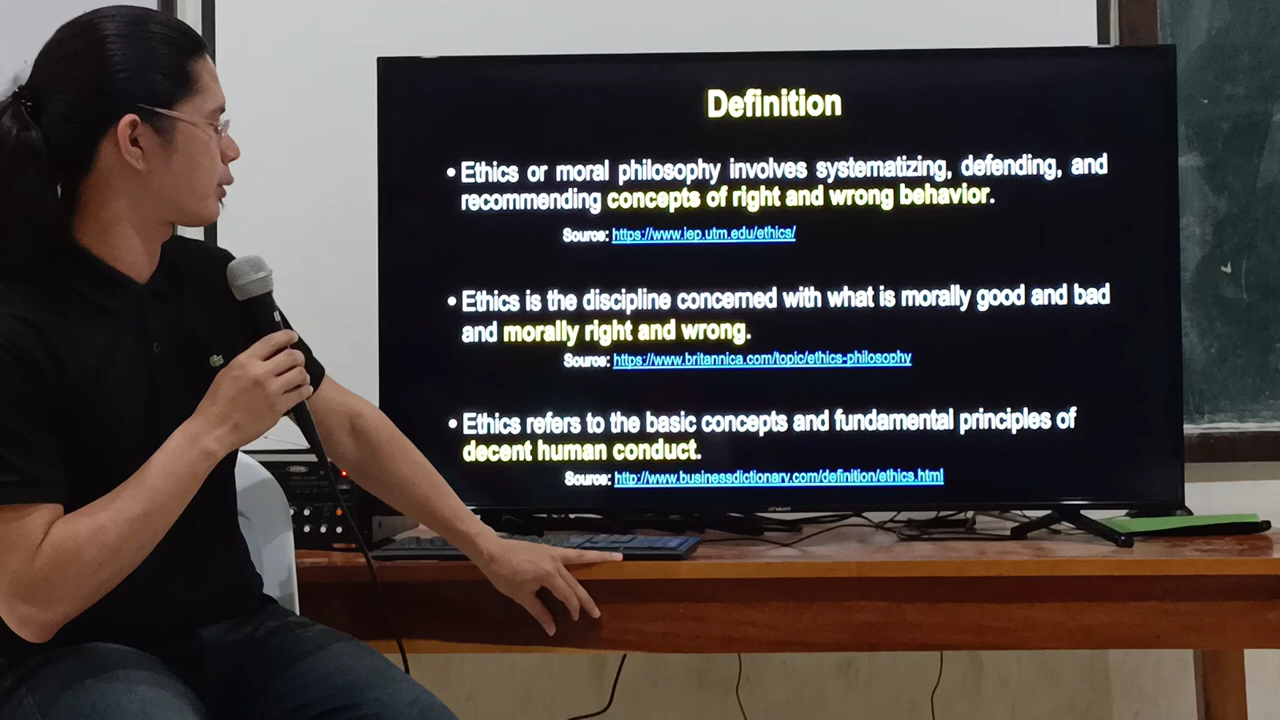 Definition
• Ethics or moral philosophy involves systematizing, defending, and
recommending concepts of right and wrong behavior.
Source: https://www.iep.utm.edu/ethics/
• Ethics is the discipline concerned with what is morally good and bad
and morally right and wrong.
Source: https://www.britannica.com/topic/ethics-philosophy
• Ethics refers to the basic concepts and fundamental principles of
decent human conduct.
Source: http://www.businessdictionary.com/definition/ethics.html